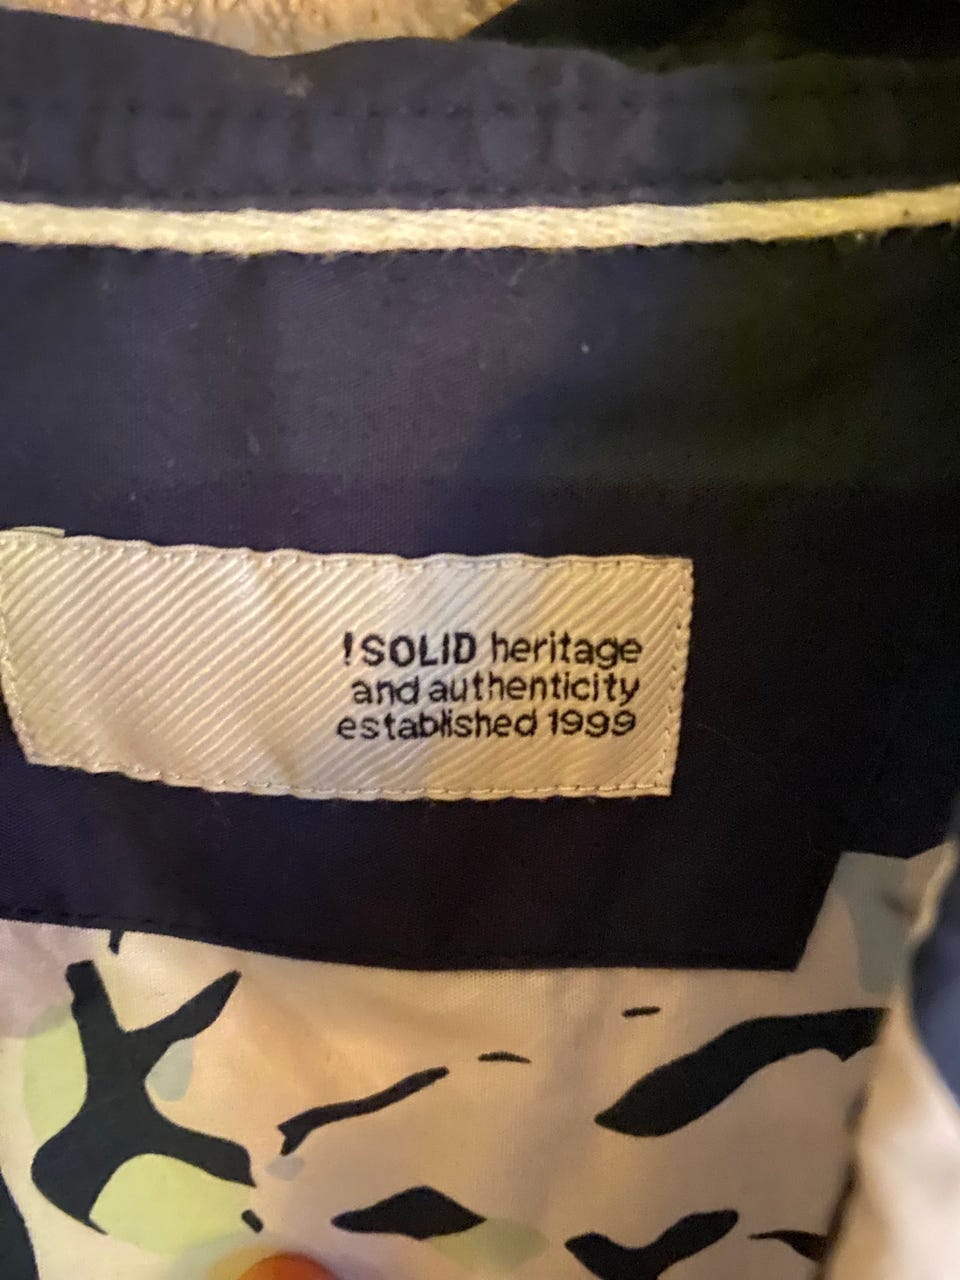 !SOLID heritage
and authenticity
established 1999